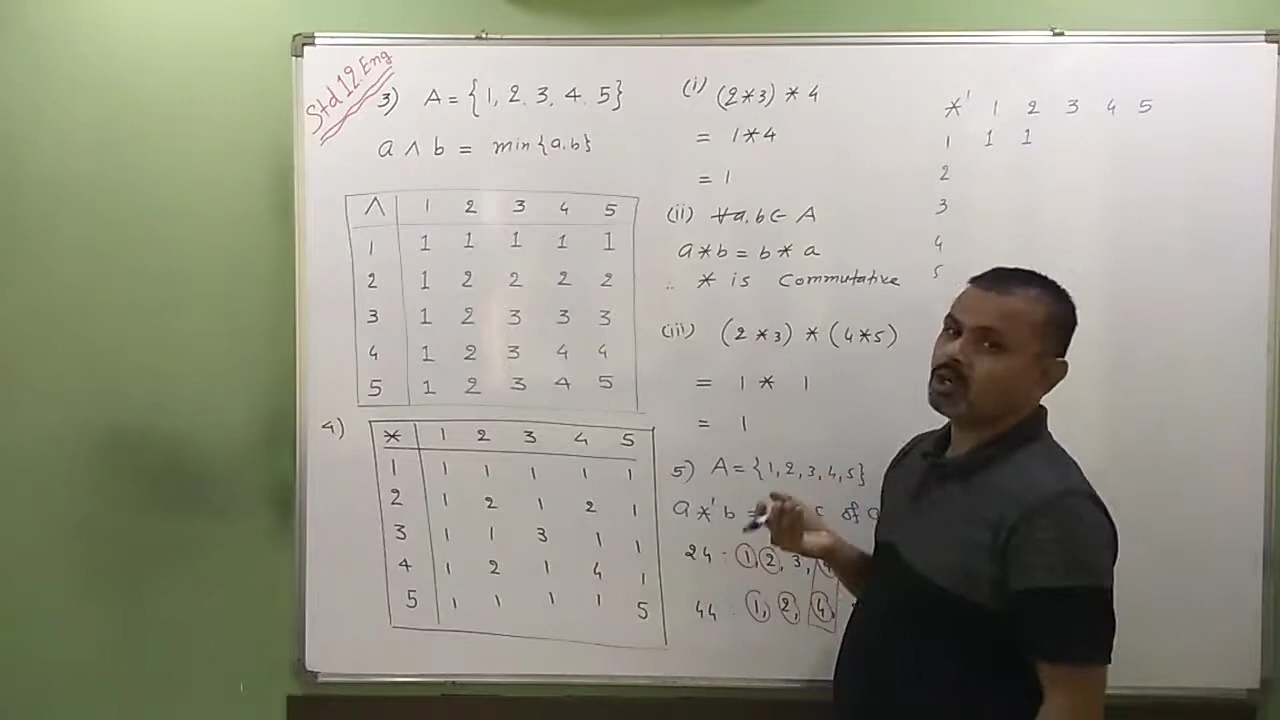 Std 12. Eng
3) A = {1, 2, 3, 4, 5}
a ∧ b = min{a, b}
∧ 1 2 3 4 5
1 1 1 1 1 1
2 1 2 2 2 2
3 1 2 3 3 3
4 1 2 3 4 4
5 1 2 3 4 5
4)
* 1 2 3 4 5
1 1 1 1 1 1
2 1 2 1 2 1
3 1 1 3 1 1
4 1 2 1 4 1
5 1 1 1 1 5
(i) (2*3) * 4
= 1*4
= 1
(ii) ∀a,b ∈ A
a*b = b*a
∴ * is Commutative
(iii) (2*3) * (4*5)
= 1 * 1
= 1
5) A = {1, 2, 3, 4, 5}
a *' b = of
24 : 1, 2, 3, 4
44 : 1, 2, 4,
*' 1 2 3 4 5
1 1 1
2
3
4
5